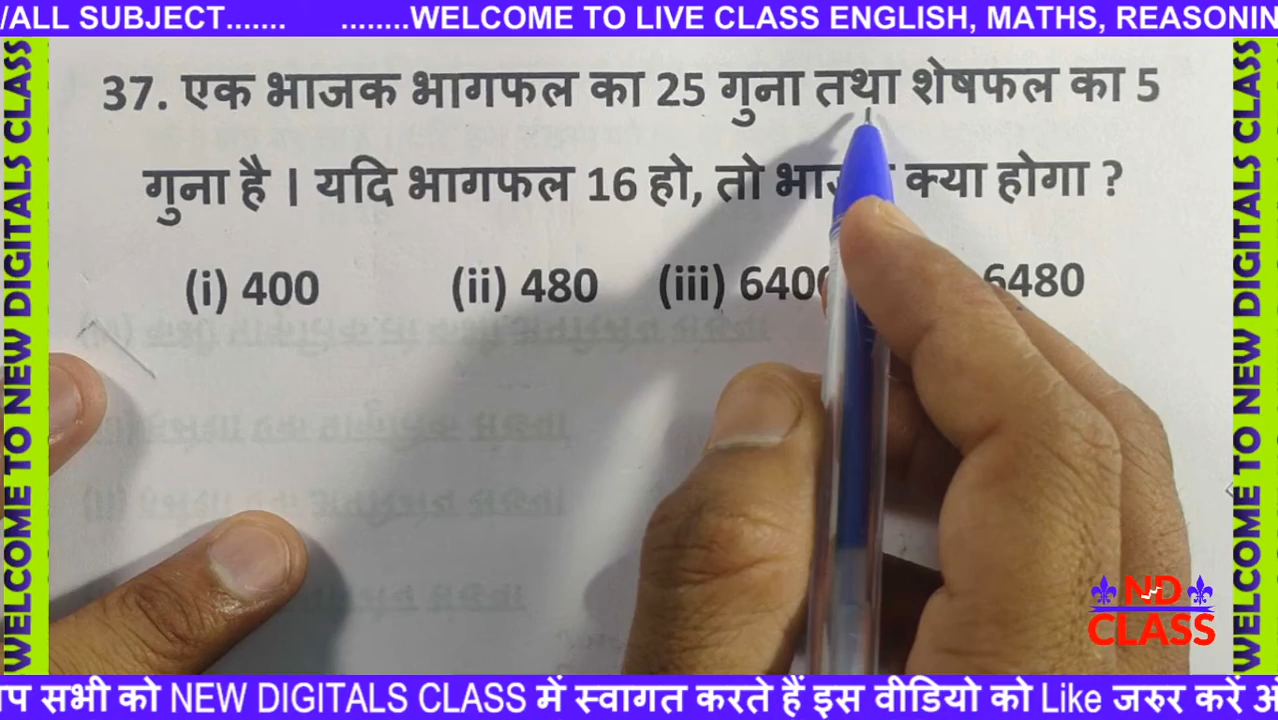 /ALL SUBJECT....... ........WELCOME TO LIVE CLASS ENGLISH, MATHS, REASONIN
WELCOME TO NEW DIGITALS CLASS
37. एक भाजक भागफल का 25 गुना तथा शेषफल का 5
गुना है । यदि भागफल 16 हो, तो क्या होगा ?
(i) 400 (ii) 480 (iii) 6400 6480
ND
CLASS
WELCOME TO NEW DIGITALS CLASS
प सभी को NEW DIGITALS CLASS में स्वागत करते हैं इस वीडियो को Like जरुर करें